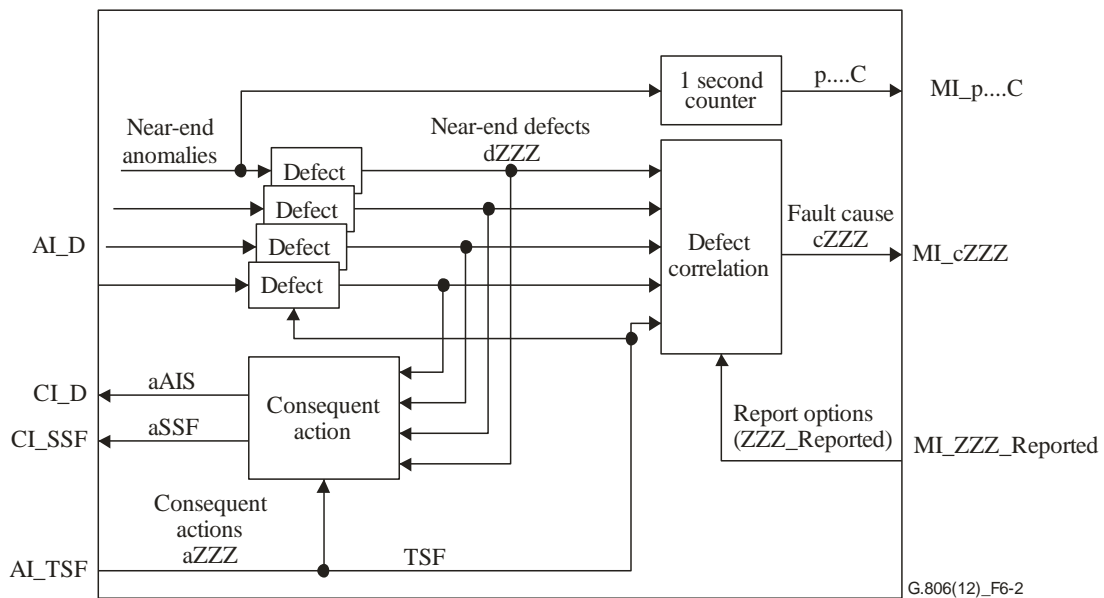 1 second
counter
p....C
MI_p....C
Near-end
anomalies
Near-end defects
dZZZ
Defect
Defect
Defect
Defect
AI_D
Defect
correlation
Fault cause
cZZZ
MI_cZZZ
CI_D
aAIS
CI_SSF
aSSF
Consequent
action
Report options
(ZZZ_Reported)
MI_ZZZ_Reported
Consequent
actions
aZZZ
AI_TSF
TSF
G.806(12)_F6-2